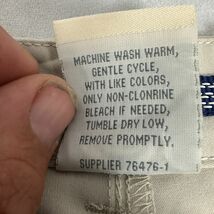 MACHINE WASH WARM,
GENTLE CYCLE,
WITH LIKE COLORS,
ONLY NON-CLONRINE
BLEACH IF NEEDED,
TUMBLE DRY LOW,
REMOVE PROMPTLY.
SUPPLIER 76476-1